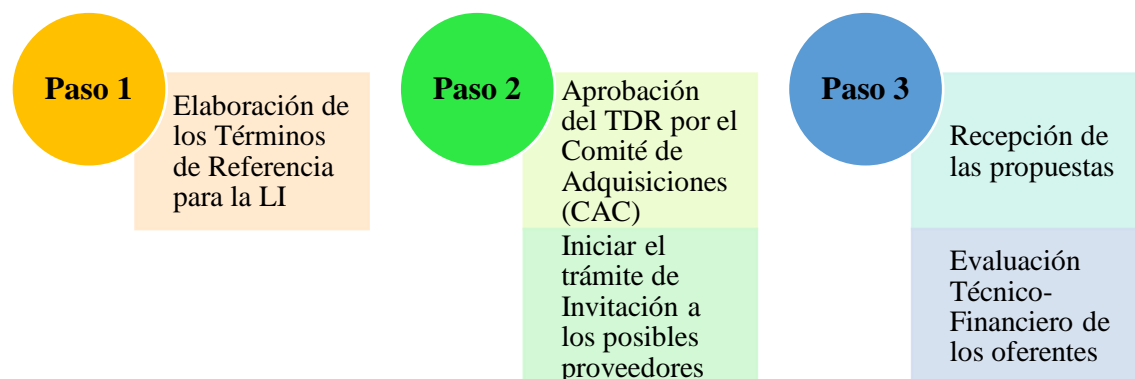 Paso 1
Elaboración de
los Términos
de Referencia
para la LI
Paso 2
Aprobación
del TDR por el
Comité de
Adquisiciones
(CAC)
Iniciar el
trámite de
Invitación a
los posibles
proveedores
Paso 3
Recepción de
las propuestas
Evaluación
Técnico-
Financiero de
los oferentes